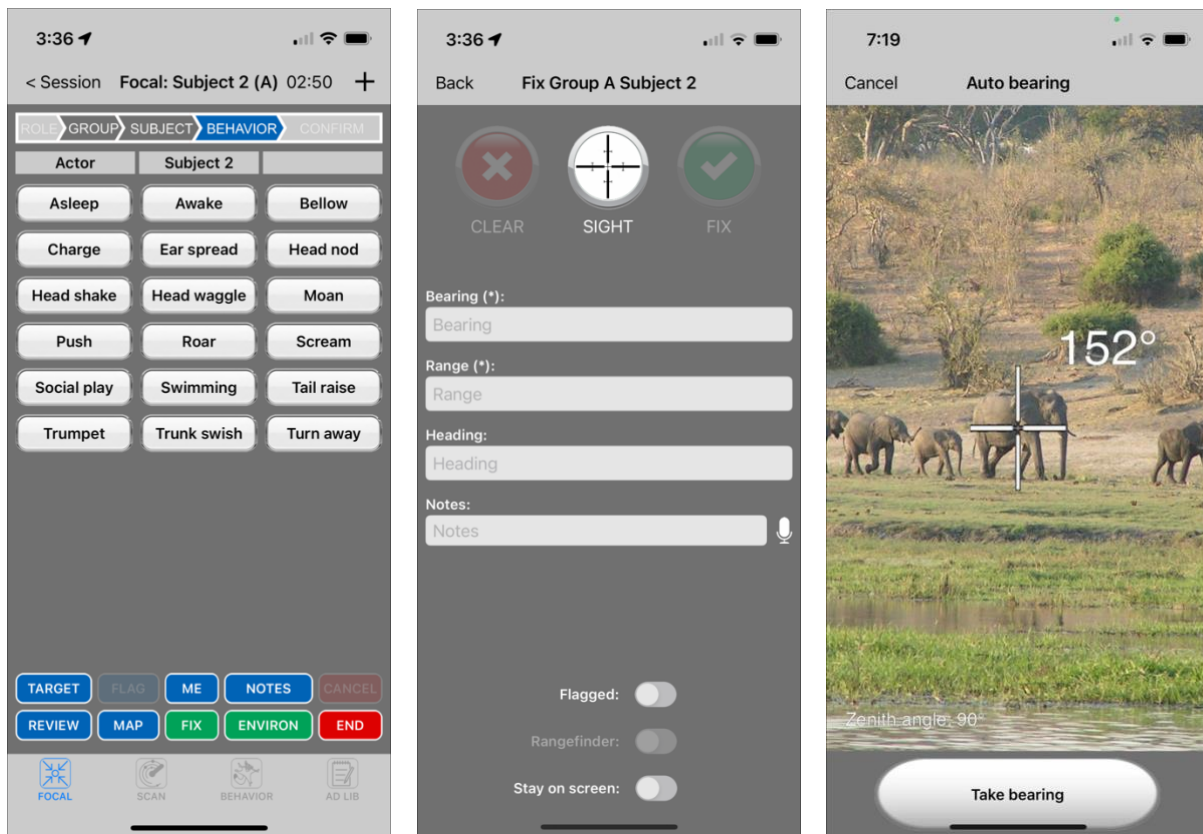 3:36
< Session Focal: Subject 2 (A) 02:50 +
ROLE GROUP SUBJECT BEHAVIOR CONFIRM
Actor Subject 2
Asleep Awake Bellow
Charge Ear spread Head nod
Head shake Head waggle Moan
Push Roar Scream
Social play Swimming Tail raise
Trumpet Trunk swish Turn away
TARGET FLAG ME NOTES CANCEL
REVIEW MAP FIX ENVIRON END
FOCAL SCAN BEHAVIOR AD LIB
3:36
Back Fix Group A Subject 2
CLEAR SIGHT FIX
Bearing (*):
Bearing
Range (*):
Range
Heading:
Heading
Notes:
Notes
Flagged:
Rangefinder:
Stay on screen:
7:19
Cancel Auto bearing
152°
Zenith angle: 90°
Take bearing